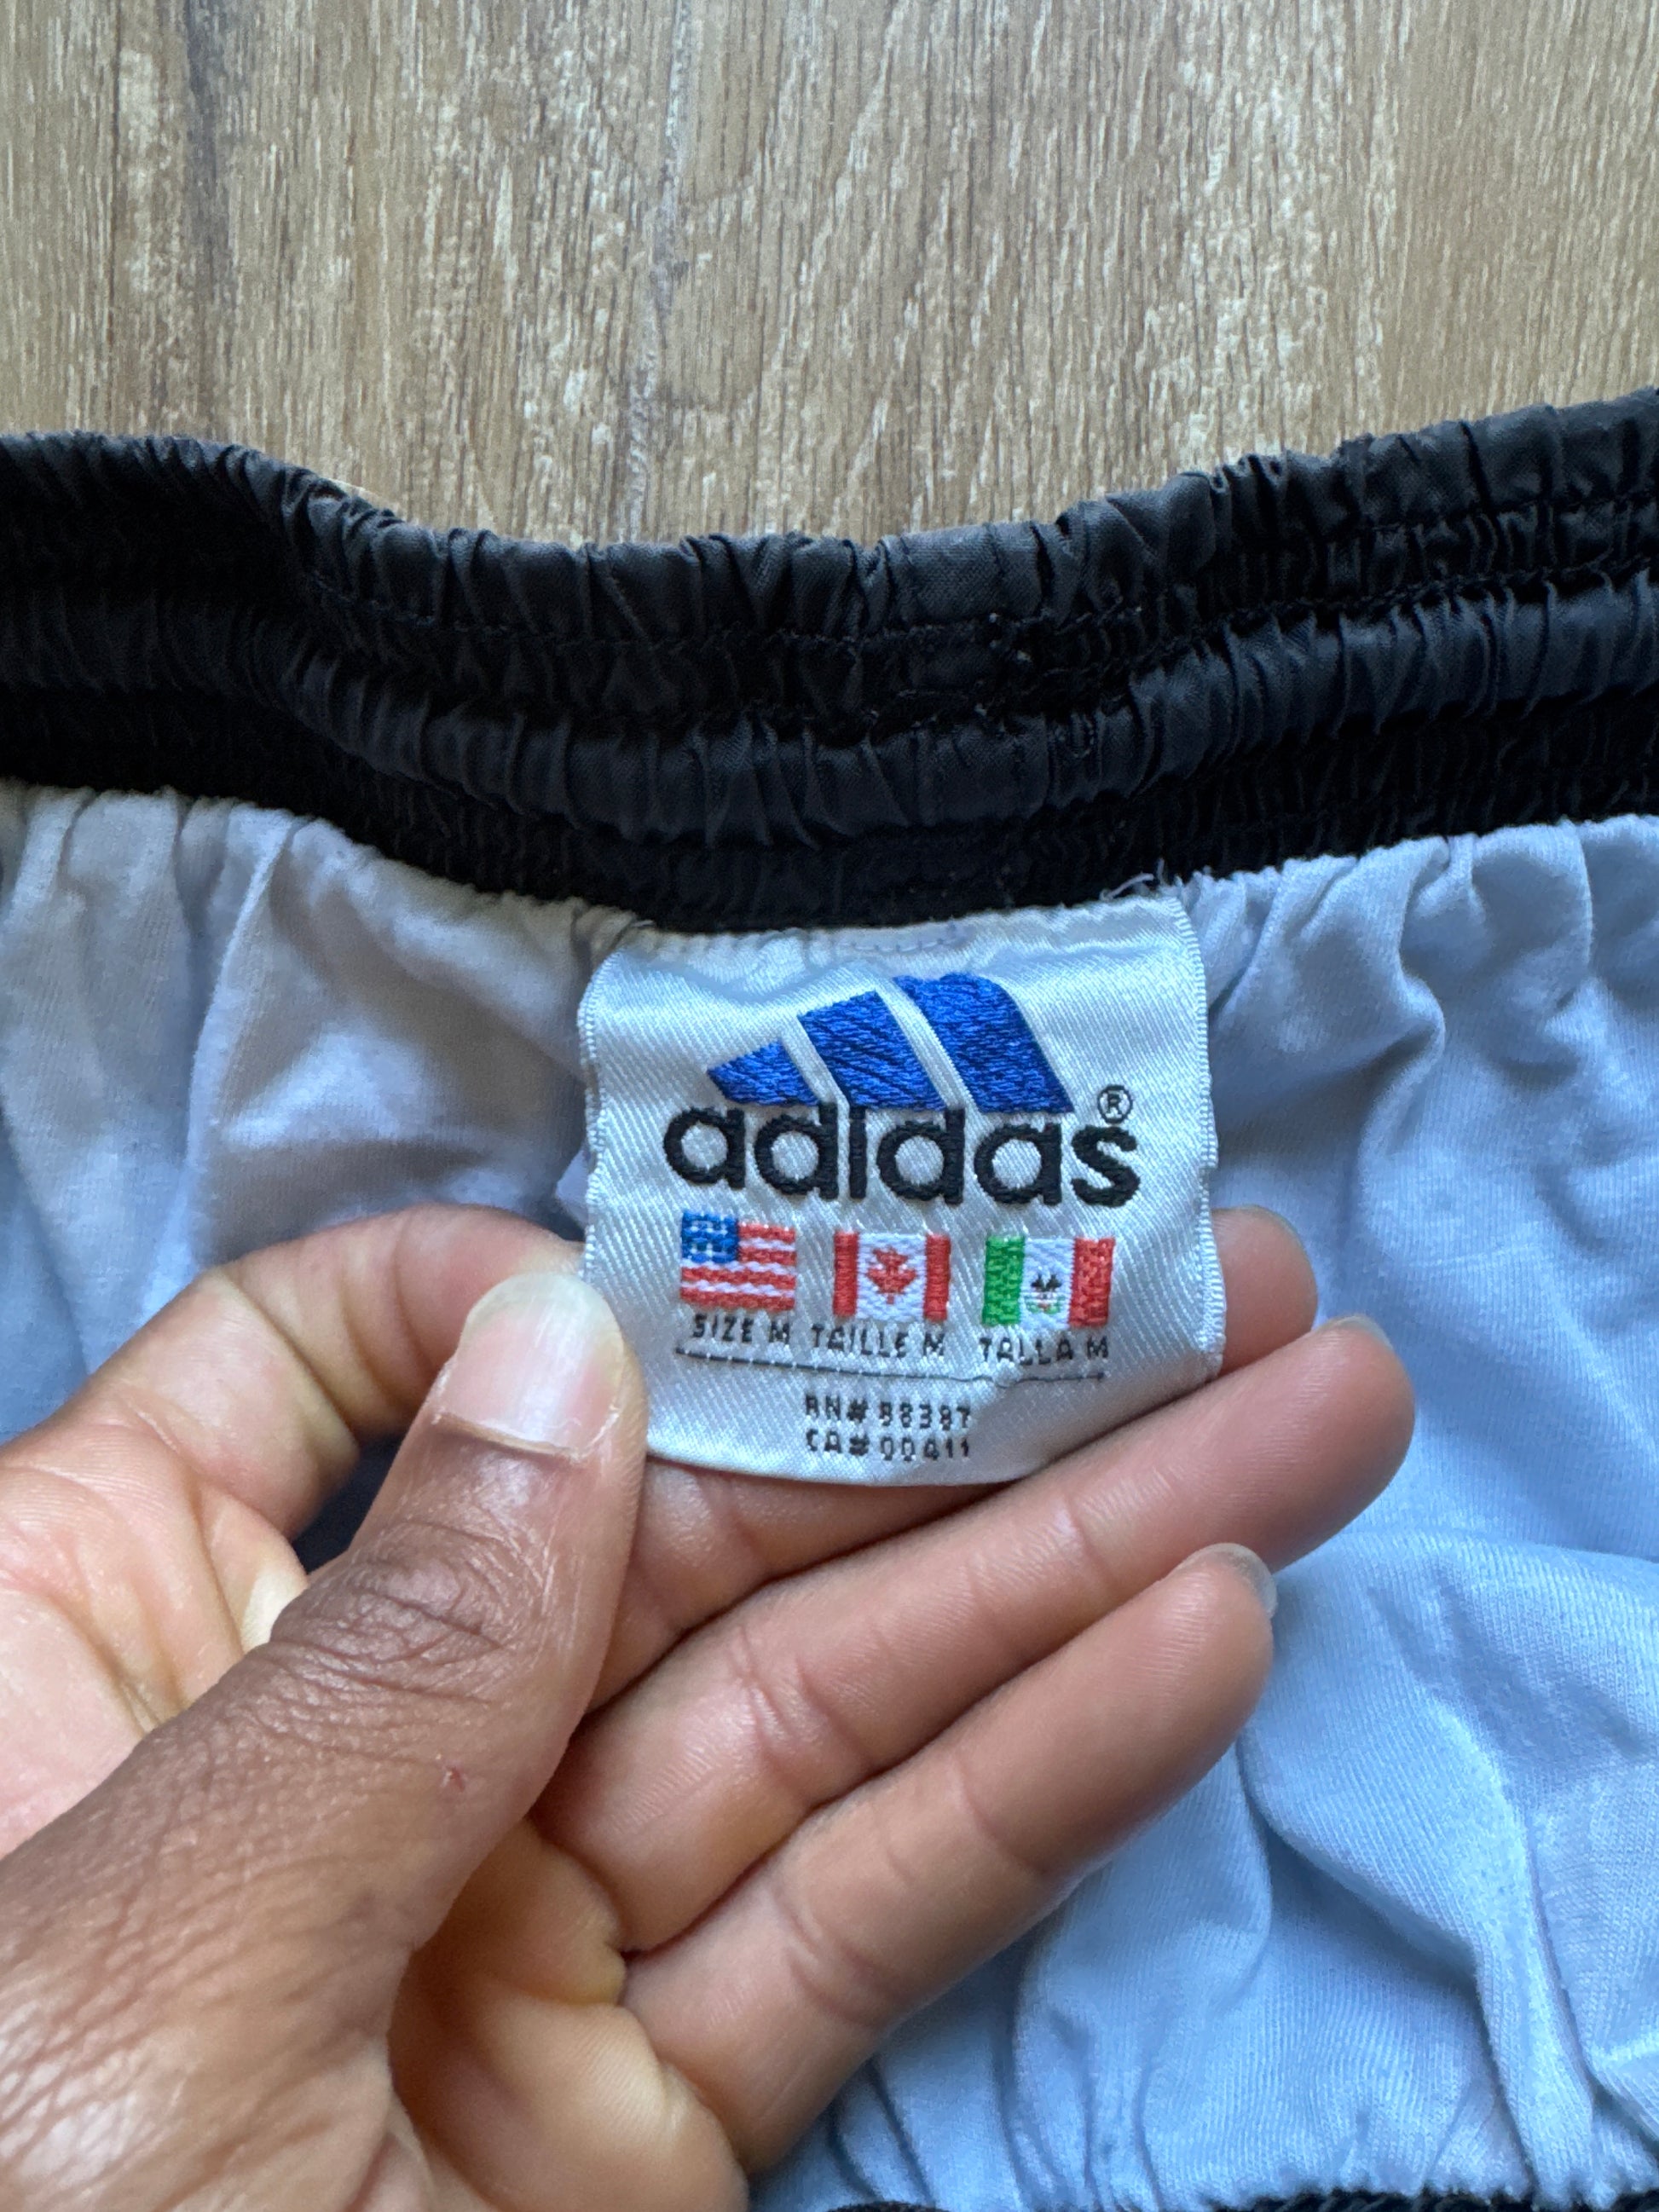 adidas®
SIZE M TAILLE M TALLA M
RN# 88387
CA# 00411